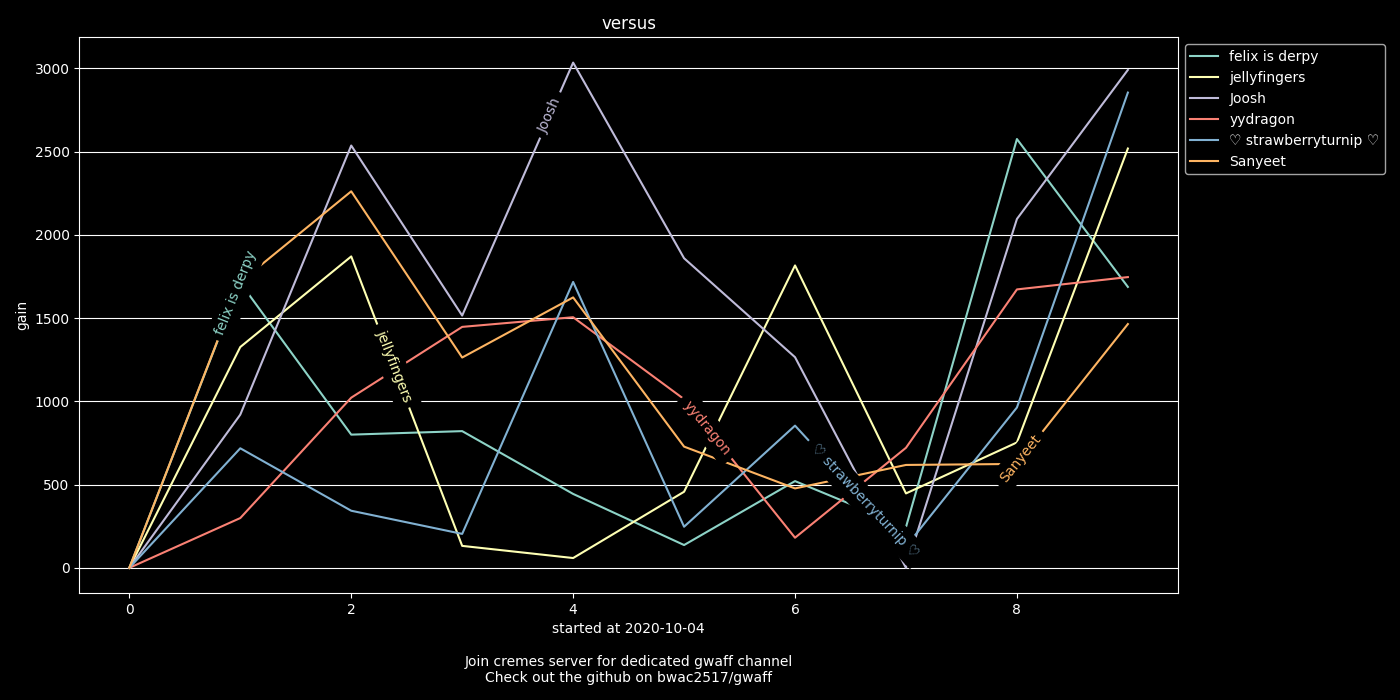 versus
3000
2500
2000
1500
1000
500
0
gain
felix is derpy
jellyfingers
Joosh
yydragon
♡ strawberryturnip ♡
Sanyeet
0
2
4
6
8
started at 2020-10-04
Join cremes server for dedicated gwaff channel
Check out the github on bwac2517/gwaff
felix is derpy
jellyfingers
Joosh
yydragon
♡ strawberryturnip ♡
Sanyeet